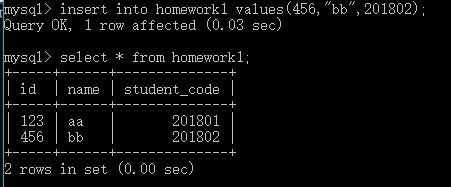 mysql> insert into homework1 values(456,"bb",201802);
Query OK, 1 row affected (0.03 sec)
mysql> select * from homework1;
+-----+------+--------------+
| id | name | student_code |
+-----+------+--------------+
| 123 | aa | 201801 |
| 456 | bb | 201802 |
+-----+------+--------------+
2 rows in set (0.00 sec)